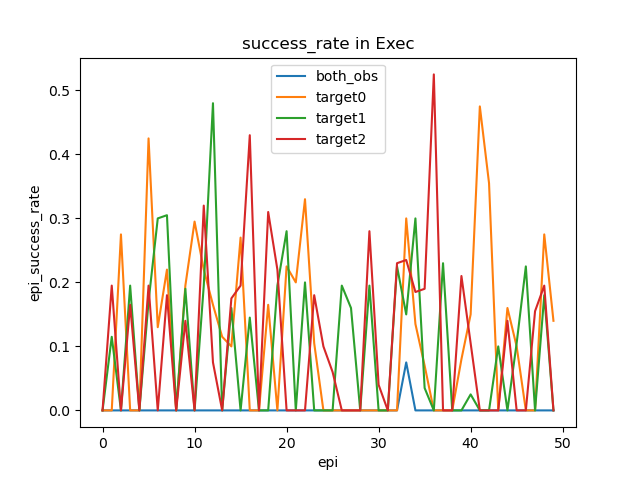 success_rate in Exec
both_obs
target0
target1
target2
epi_success_rate
0.5
0.4
0.3
0.2
0.1
0.0
0 10 20 30 40 50
epi